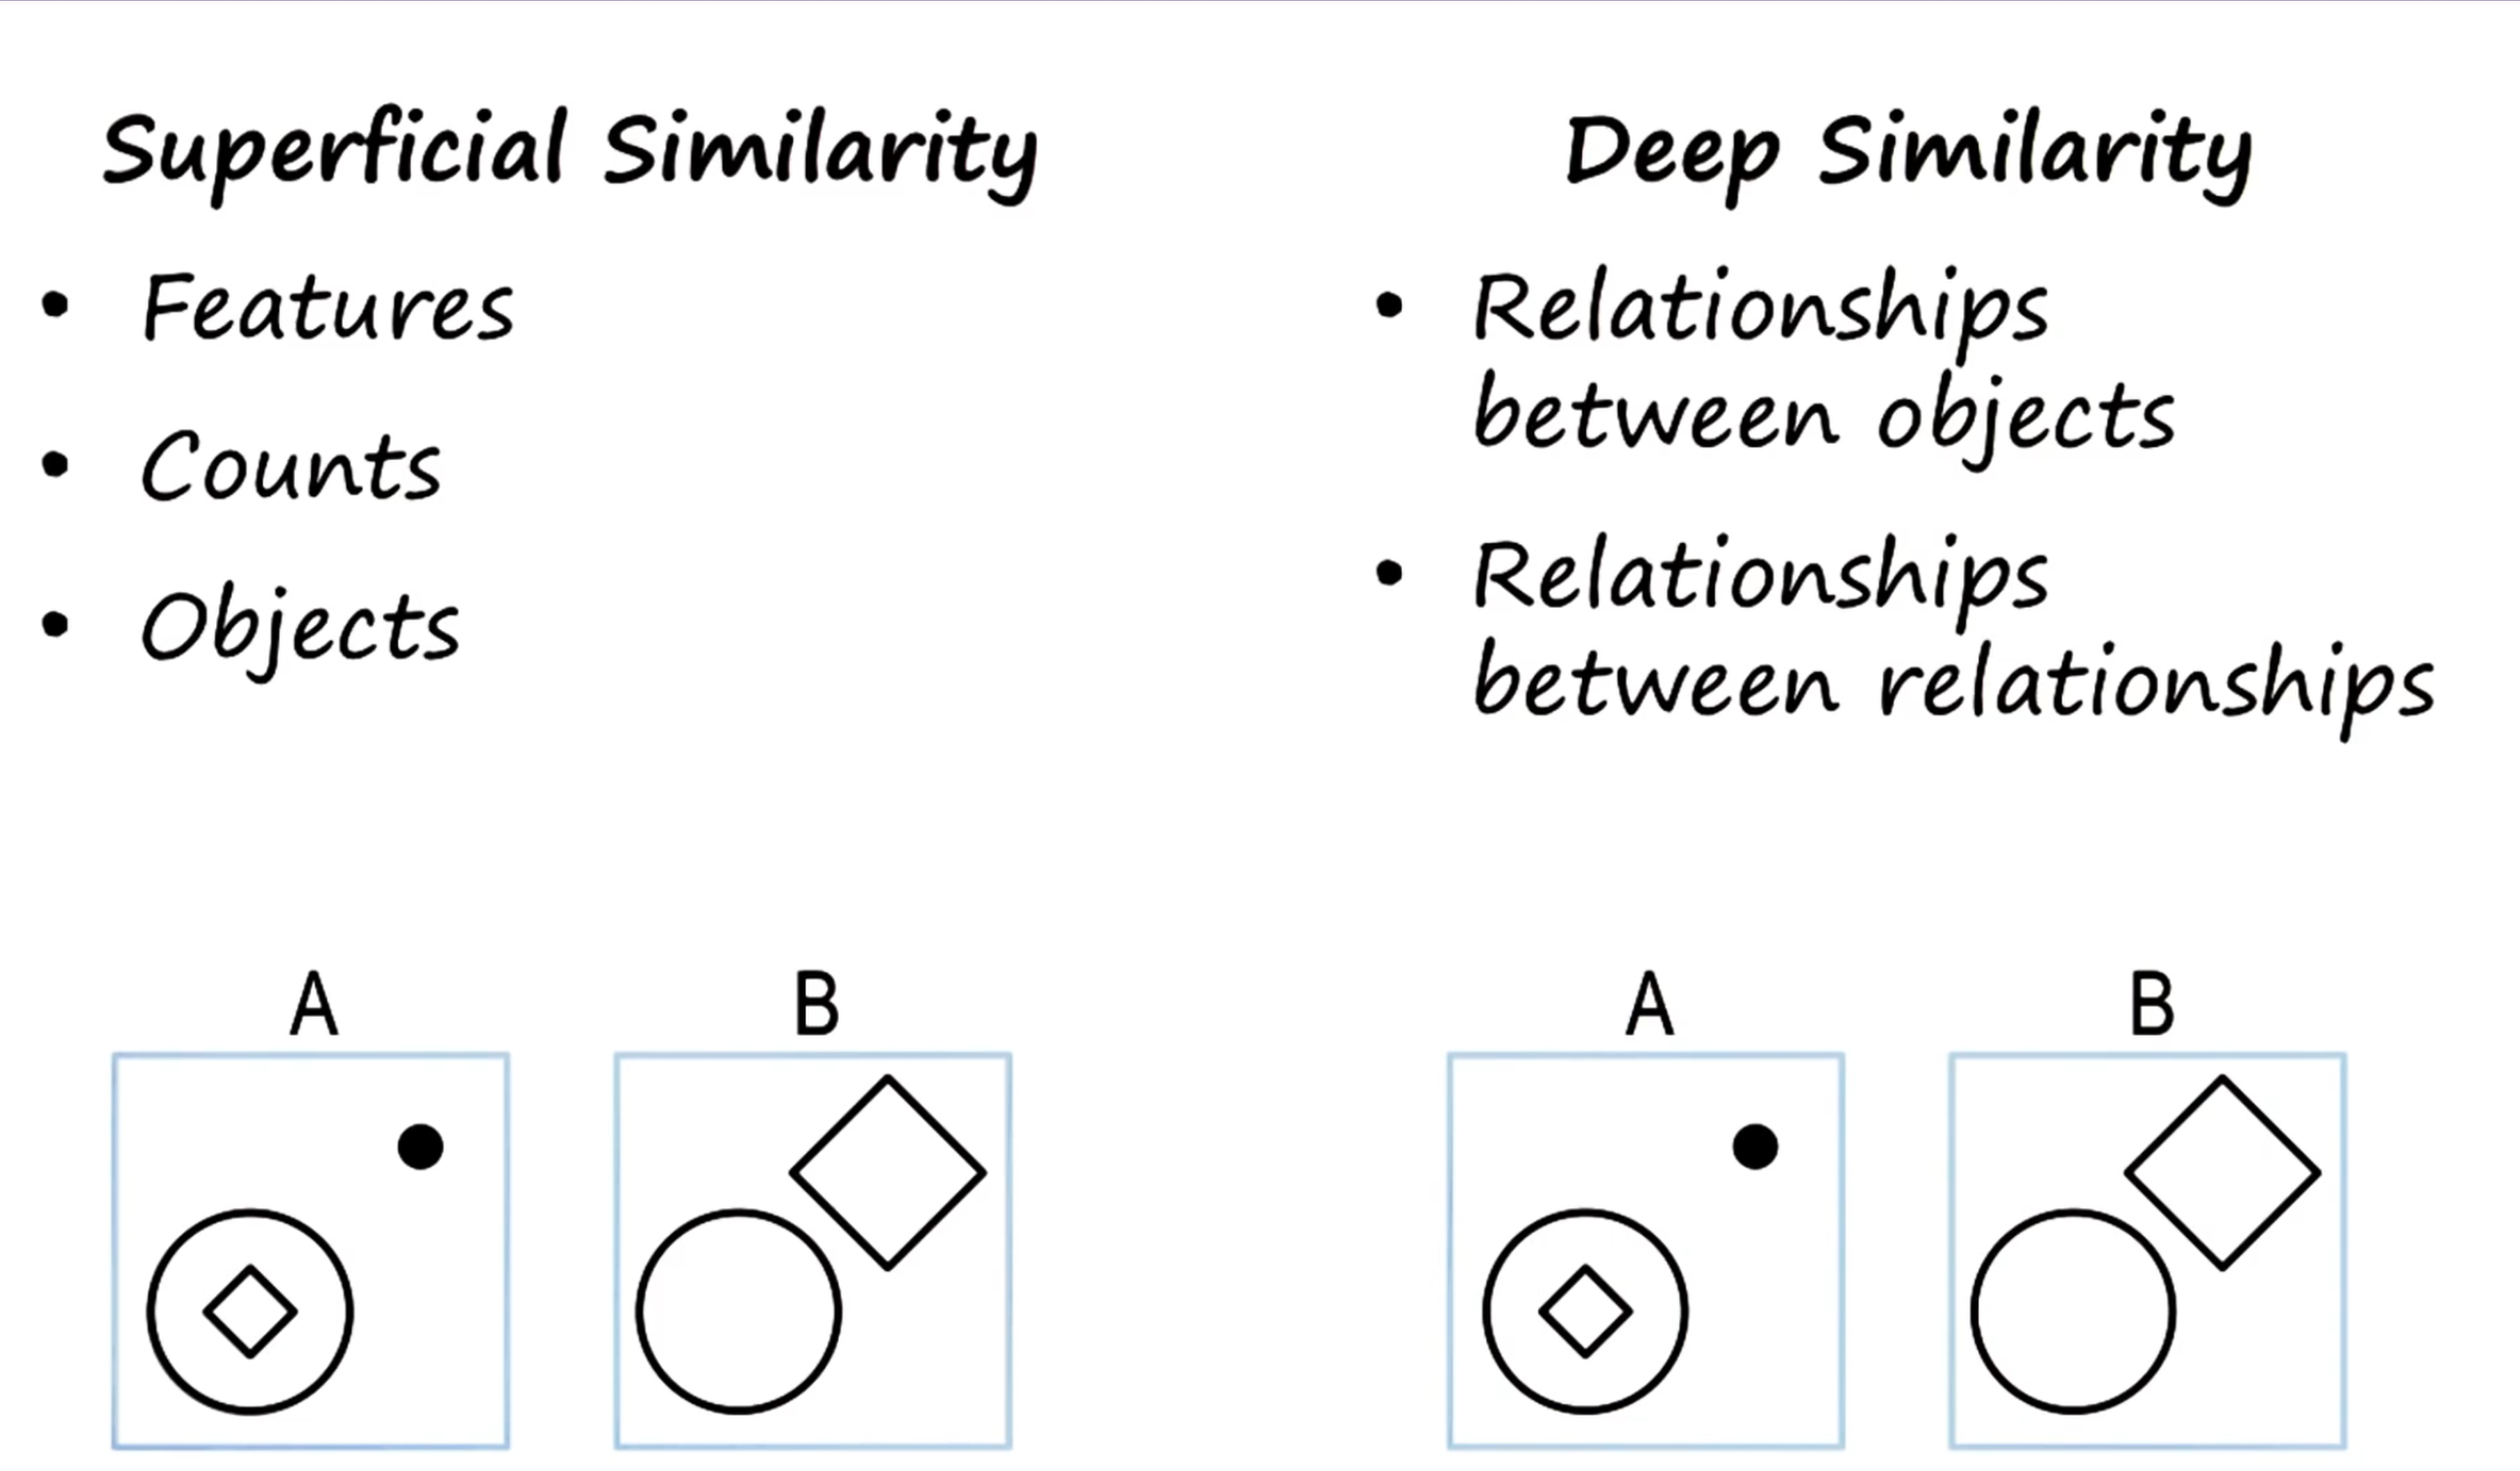 Superficial Similarity
• Features
• Counts
• Objects
Deep Similarity
• Relationships
between objects
• Relationships
between relationships
A
B
A
B